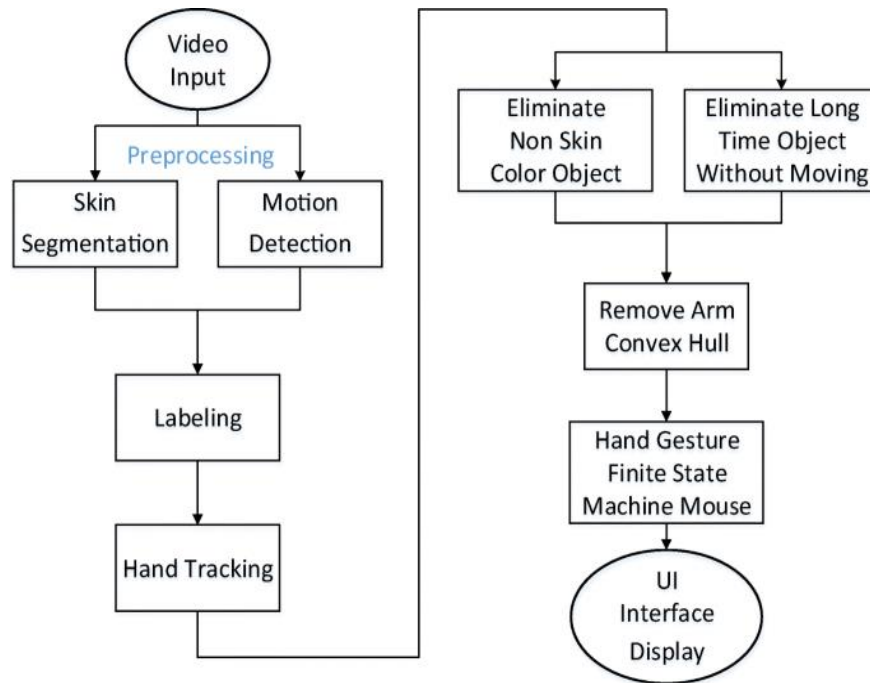 Video
Input
Preprocessing
Skin
Segmentation
Motion
Detection
Labeling
Hand Tracking
Eliminate
Non Skin
Color Object
Eliminate Long
Time Object
Without Moving
Remove Arm
Convex Hull
Hand Gesture
Finite State
Machine Mouse
UI
Interface
Display